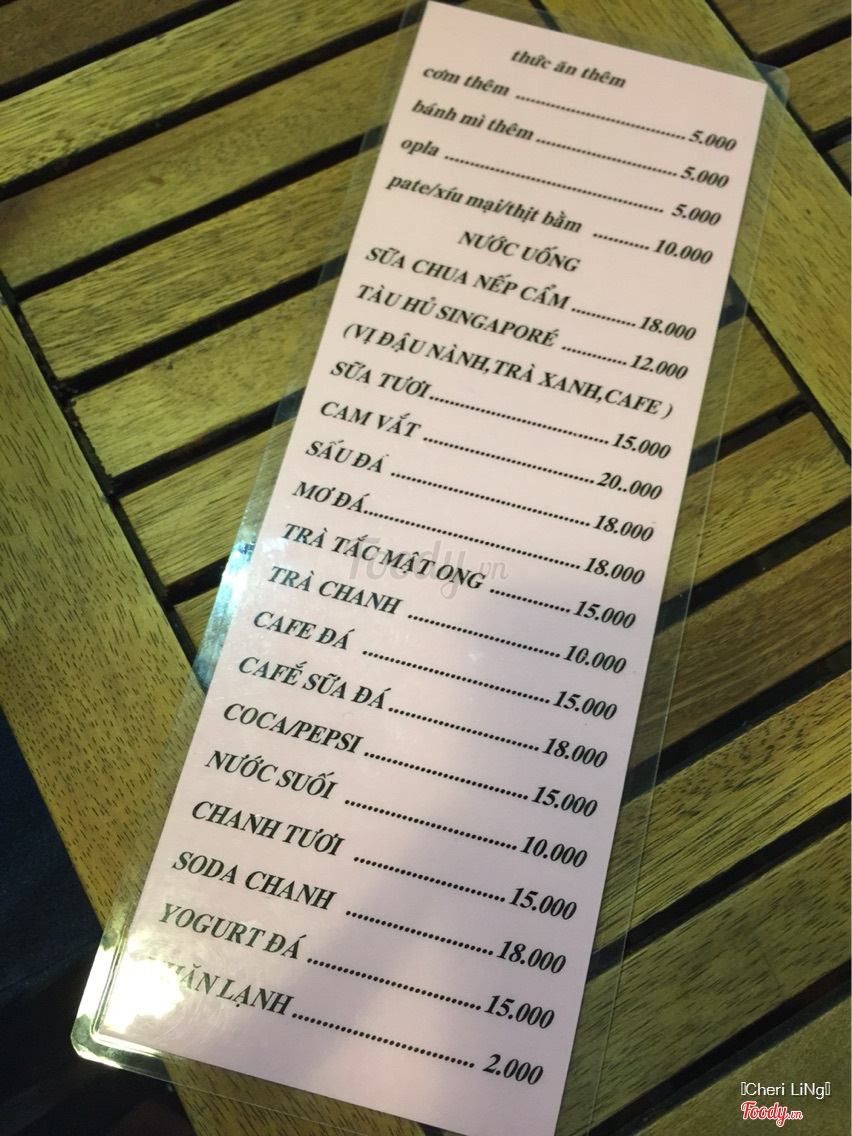 thức ăn thêm
cơm thêm ........................ 5.000
bánh mì thêm ........................ 5.000
opla ........................ 5.000
pate/xíu mại/thịt bằm ........... 10.000
NƯỚC UỐNG
SỮA CHUA NẾP CẨM ............ 18.000
TÀU HỦ SINGAPORÉ ............ 12.000
(VỊ ĐẬU NÀNH,TRÀ XANH,CAFE )
SỮA TƯƠI ........................ 15.000
CAM VẮT ........................ 20..000
SẤU ĐÁ ........................ 18.000
MƠ ĐÁ ........................ 18.000
TRÀ TẮC MẬT ONG ............ 15.000
TRÀ CHANH ........................ 10.000
CAFE ĐÁ ........................ 15.000
CAFẾ SỮA ĐÁ ........................ 18.000
COCA/PEPSI ........................ 15.000
NƯỚC SUỐI ........................ 10.000
CHANH TƯƠI ........................ 15.000
SODA CHANH ........................ 18.000
YOGURT ĐÁ ........................ 15.000
LẠNH ........................ 2.000
Foody.vn
Cheri LiNg
Foody.vn